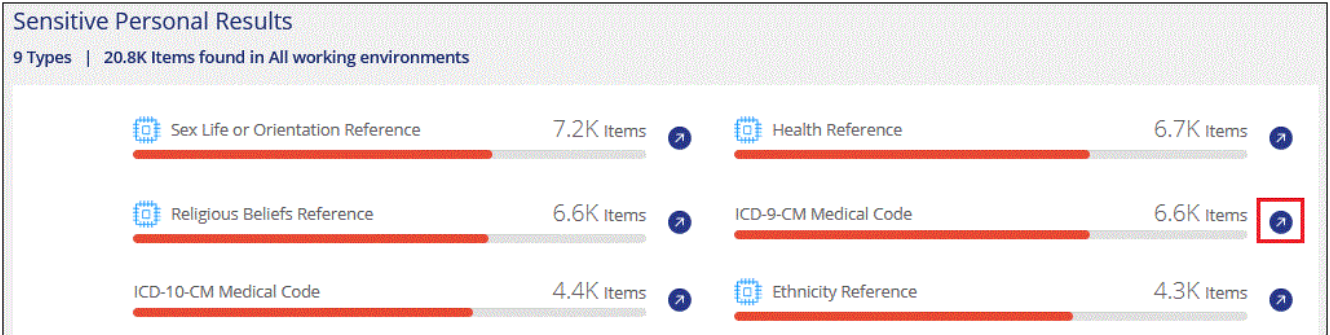 Sensitive Personal Results
9 Types | 20.8K Items found in All working environments
Sex Life or Orientation Reference 7.2K Items
Health Reference 6.7K Items
Religious Beliefs Reference 6.6K Items
ICD-9-CM Medical Code 6.6K Items
ICD-10-CM Medical Code 4.4K Items
Ethnicity Reference 4.3K Items